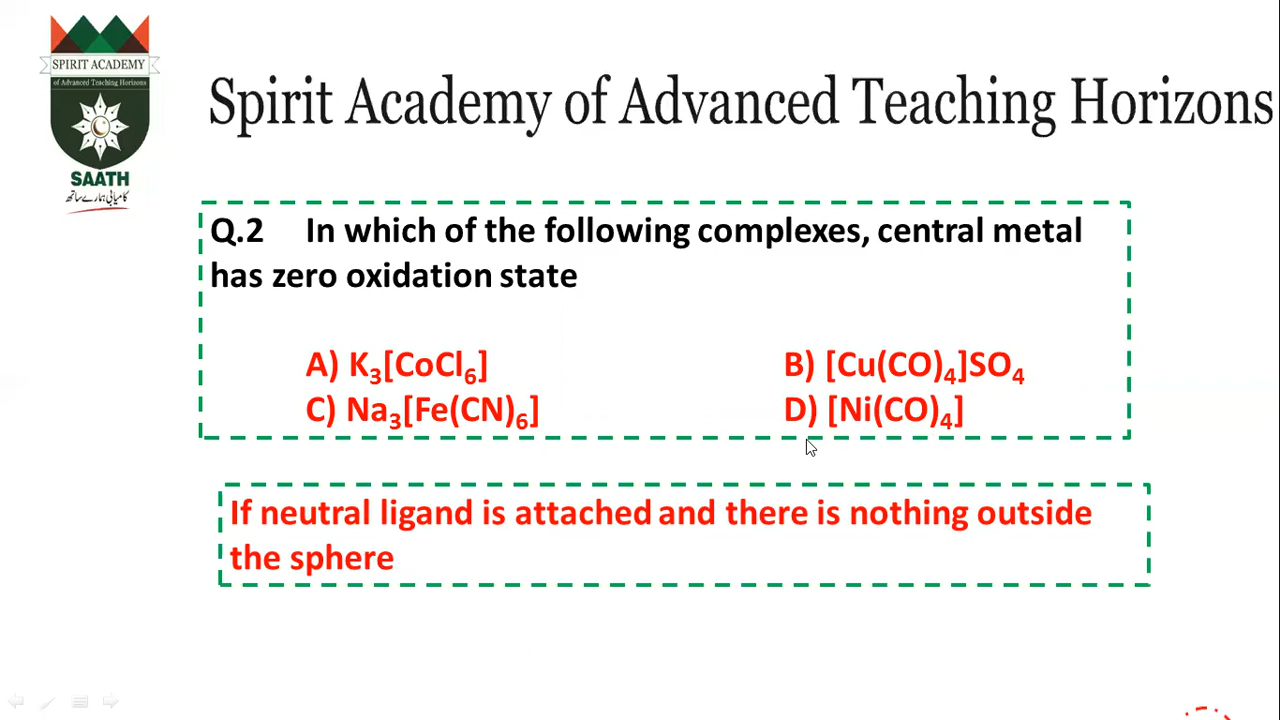 SPIRIT ACADEMY
of Advanced Teaching Horizons
SAATH
کامیابی ہمارے ساتھ
Spirit Academy of Advanced Teaching Horizons
Q.2 In which of the following complexes, central metal
has zero oxidation state
A) K₃[CoCl₆] B) [Cu(CO)₄]SO₄
C) Na₃[Fe(CN)₆] D) [Ni(CO)₄]
If neutral ligand is attached and there is nothing outside
the sphere